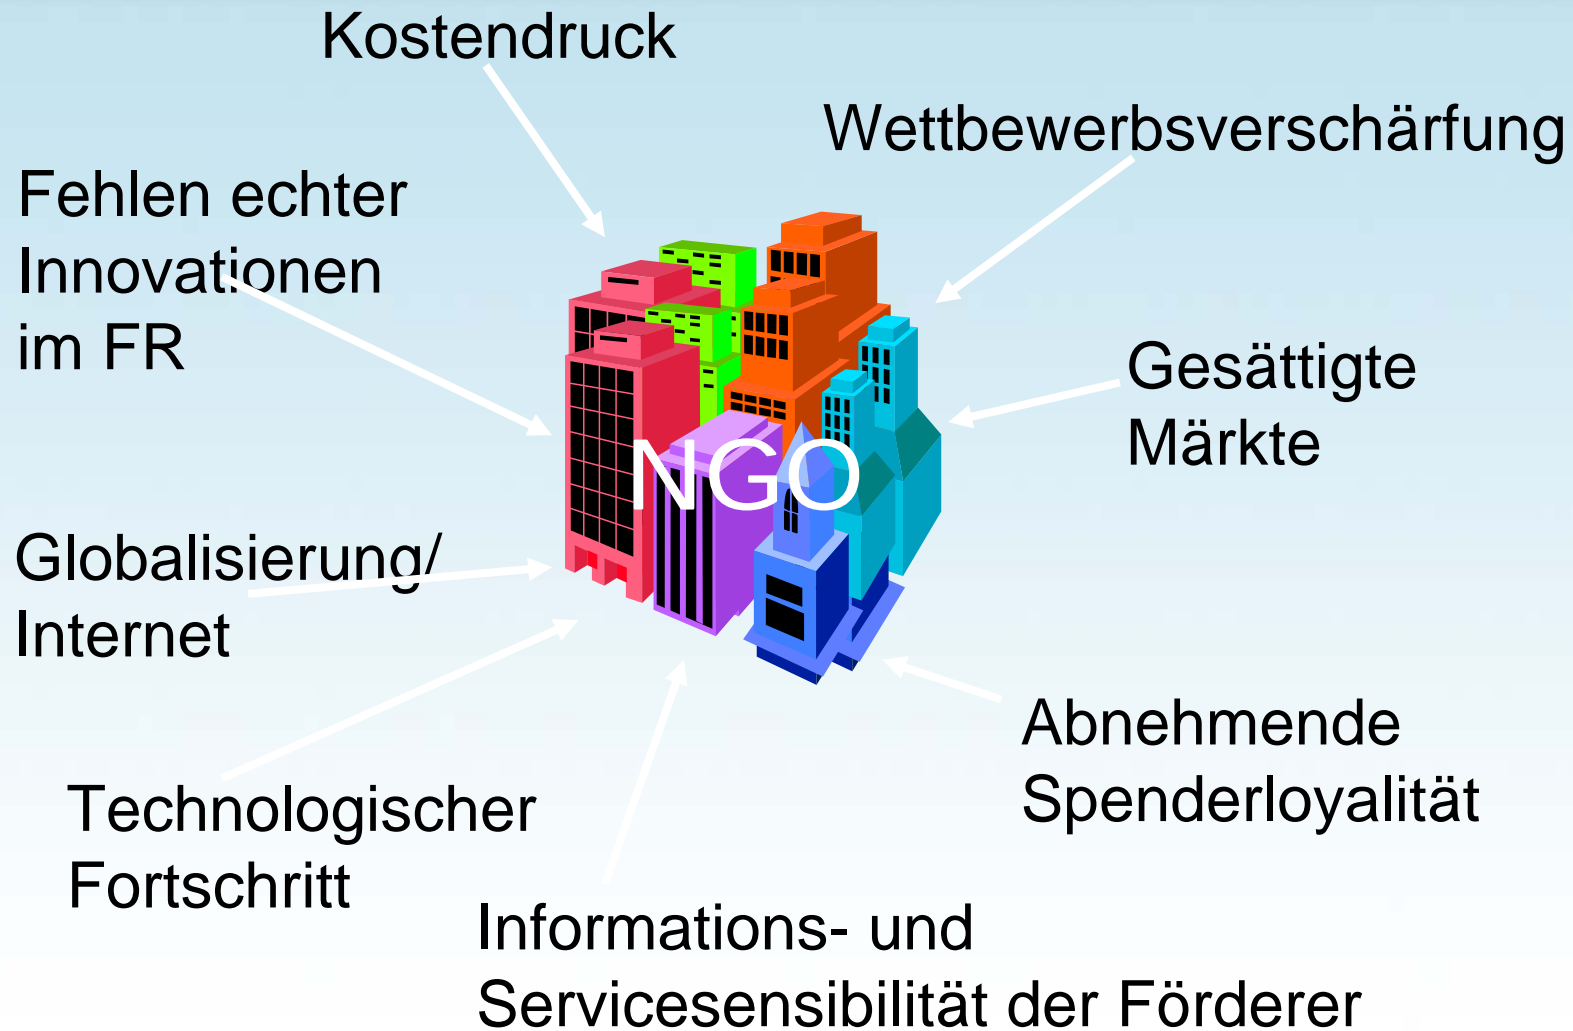 Kostendruck
Wettbewerbsverschärfung
Fehlen echter
Innovationen
im FR
Gesättigte
Märkte
NGO
Globalisierung/
Internet
Abnehmende
Spenderloyalität
Technologischer
Fortschritt
Informations- und
Servicesensibilität der Förderer